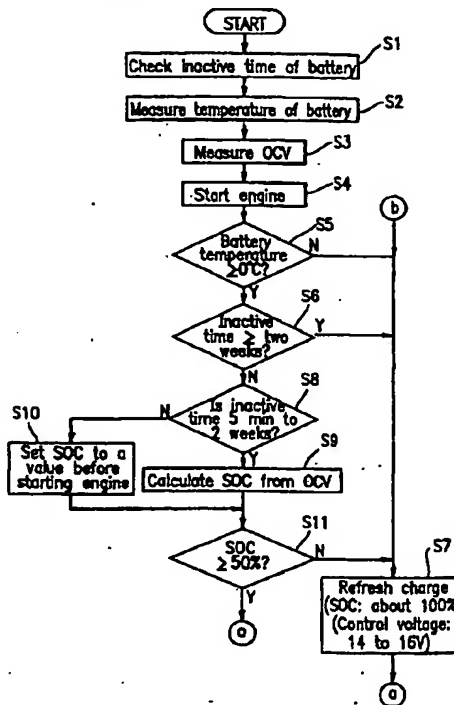 START
S1
Check inactive time of battery
S2
Measure temperature of battery
S3
Measure OCV
S4
Start engine
b
S5
Battery
temperature
≥0°C?
N
Y
S6
Inactive
time ≥ two
weeks?
Y
N
S8
Is inactive
time 5 min to
2 weeks?
N
Y
S10
Set SOC to a
value before
starting engine
S9
Calculate SOC from OCV
S11
SOC
≥ 50%?
N
Y
a
S7
Refresh charge
(SOC: about 100%)
(Control voltage:
14 to 16V)
a